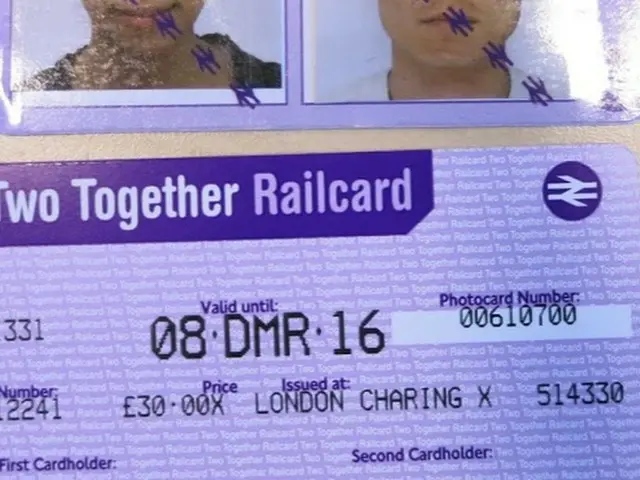 Two Together Railcard
Valid until:
Photocard Number:
331
08·DMR·16
00610700
Number:
Price
Issued at:
12241
£30·00X
LONDON CHARING X
514330
First Cardholder:
Second Cardholder: